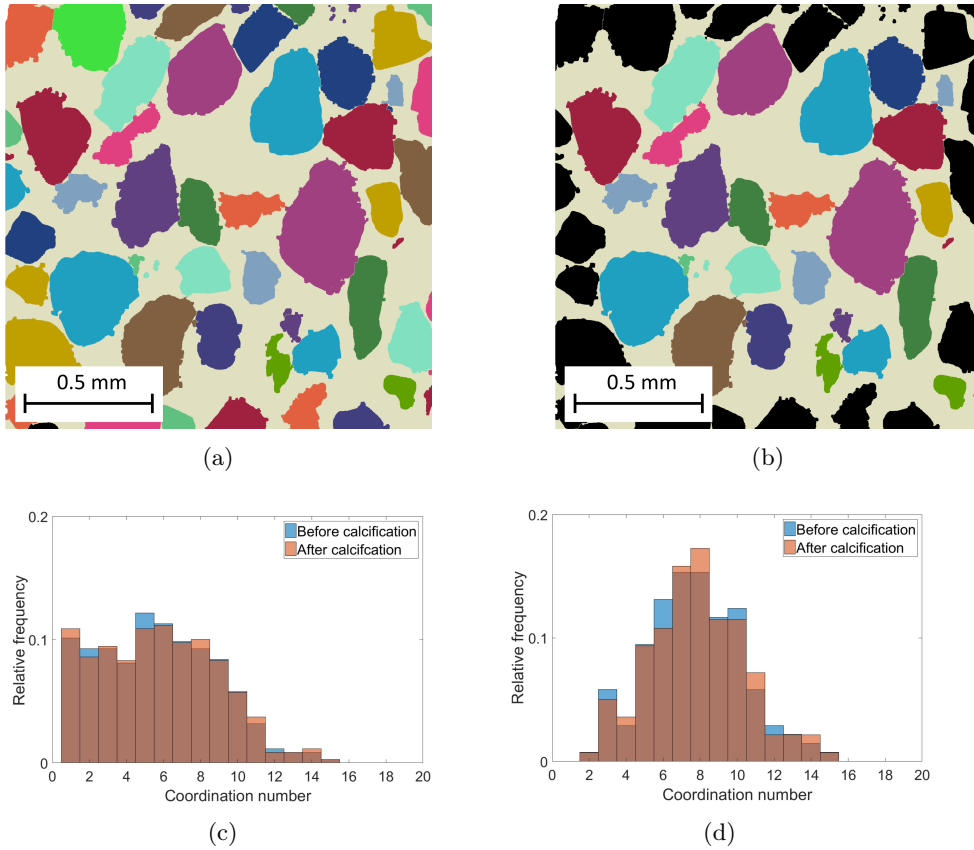 0.5 mm
0.5 mm
(a)
(b)
0.2
0.1
0
Relative frequency
Before calcification
After calcifcation
0 2 4 6 8 10 12 14 16 18 20
Coordination number
(c)
0.2
0.1
0
Relative frequency
Before calcification
After calcification
0 2 4 6 8 10 12 14 16 18 20
Coordination number
(d)